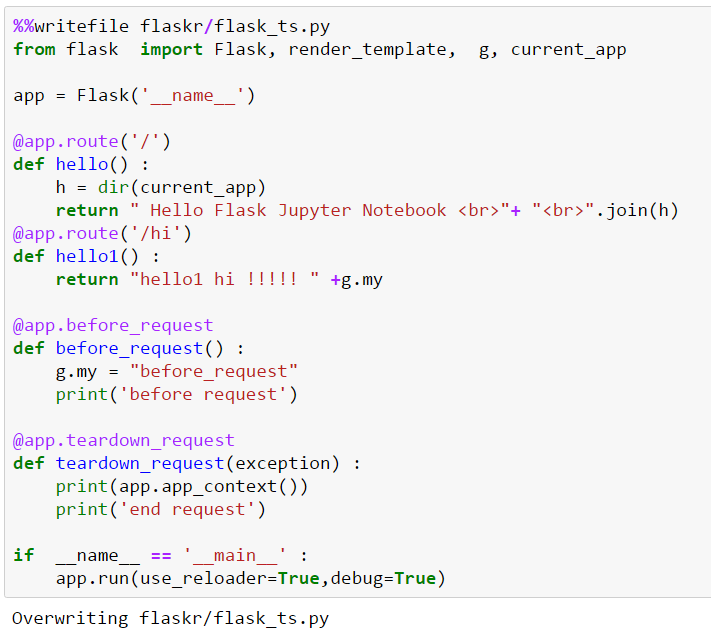 %%writefile flaskr/flask_ts.py
from flask  import Flask, render_template,  g, current_app

app = Flask('__name__')

@app.route('/')
def hello() :
    h = dir(current_app)
    return " Hello Flask Jupyter Notebook <br>"+ "<br>".join(h)
@app.route('/hi')
def hello1() :
    return "hello1 hi !!!!! " +g.my

@app.before_request
def before_request() :
    g.my = "before_request"
    print('before request')

@app.teardown_request
def teardown_request(exception) :
    print(app.app_context())
    print('end request')

if  __name__ == '__main__' :
    app.run(use_reloader=True,debug=True)
Overwriting flaskr/flask_ts.py